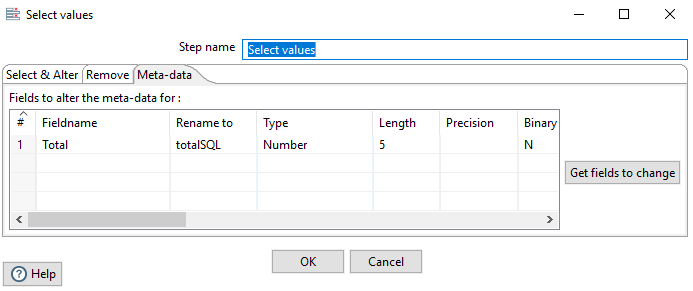 Select values
Step name Select values
Select & Alter Remove Meta-data
Fields to alter the meta-data for :
# Fieldname Rename to Type Length Precision Binary
1 Total totalSQL Number 5 N
Get fields to change
OK Cancel
Help